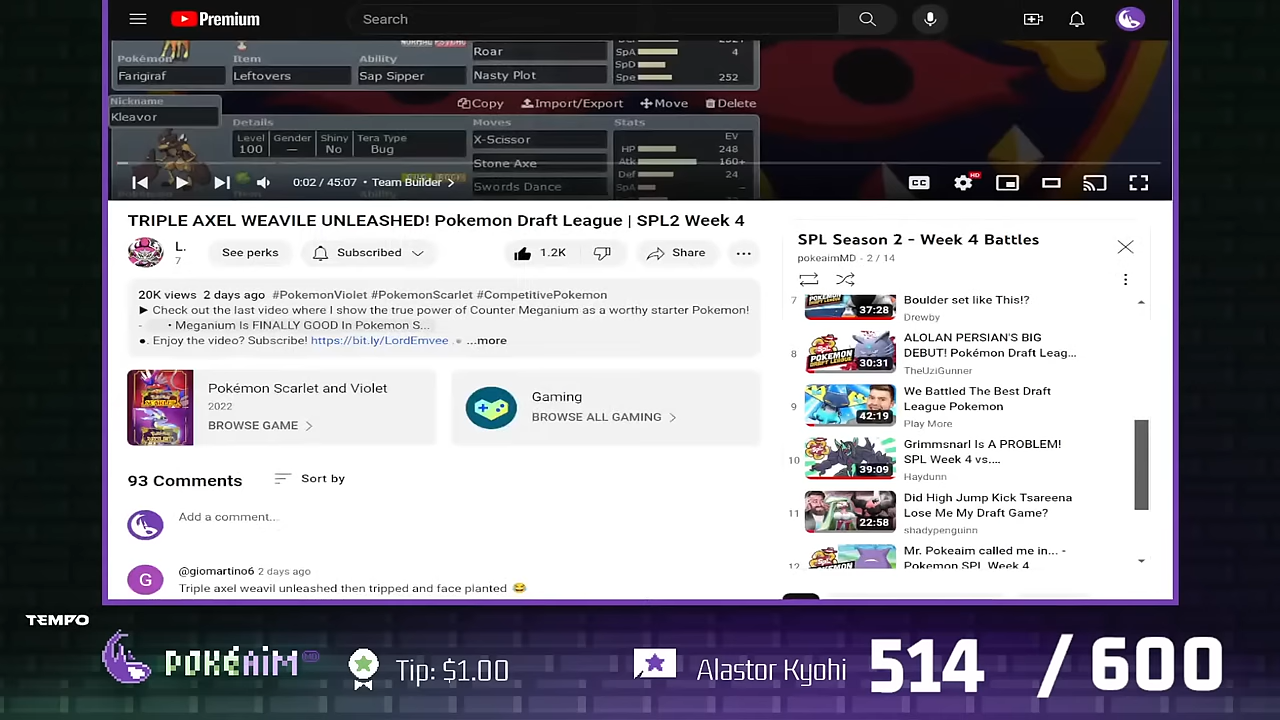 Premium
Search
Pokémon
Item
Ability
Farigiraf
Leftovers
Sap Sipper
Roar
Nasty Plot
SpA
4
SpD
Spe
252
Nickname
Kleavor
Copy
Import/Export
Move
Delete
Details
Moves
Stats
Level
Gender
Shiny
Tera Type
100
—
No
Bug
X-Scissor
Stone Axe
Swords Dance
EV
HP
248
Atk
160+
Def
24
SpA
0:02 / 45:07 • Team Builder >
CC
HD
TRIPLE AXEL WEAVILE UNLEASHED! Pokemon Draft League | SPL2 Week 4
L.
7
See perks
Subscribed
1.2K
Share
20K views 2 days ago #PokemonViolet #PokemonScarlet #CompetitivePokemon
► Check out the last video where I show the true power of Counter Meganium as a worthy starter Pokemon!
- • Meganium Is FINALLY GOOD In Pokemon S...
●. Enjoy the video? Subscribe! https://bit.ly/LordEmvee ...more
Pokémon Scarlet and Violet
2022
BROWSE GAME >
Gaming
BROWSE ALL GAMING >
93 Comments
Sort by
Add a comment...
G
@giomartino6 2 days ago
Triple axel weavil unleashed then tripped and face planted 😂
SPL Season 2 - Week 4 Battles
pokeaimMD - 2 / 14
7
37:28
Boulder set like This!?
Drewby
8
POKEMON
DRAFT LEAGUE
30:31
ALOLAN PERSIAN'S BIG
DEBUT! Pokémon Draft Leag...
TheUziGunner
9
42:19
We Battled The Best Draft
League Pokemon
Play More
10
39:09
Grimmsnarl Is A PROBLEM!
SPL Week 4 vs....
Haydunn
11
22:58
Did High Jump Kick Tsareena
Lose Me My Draft Game?
shadypenguinn
12
Mr. Pokeaim called me in... -
Pokemon SPL Week 4
TEMPO
POKÉAIM MD
Tip: $1.00
Alastor Kyohi
514 / 600